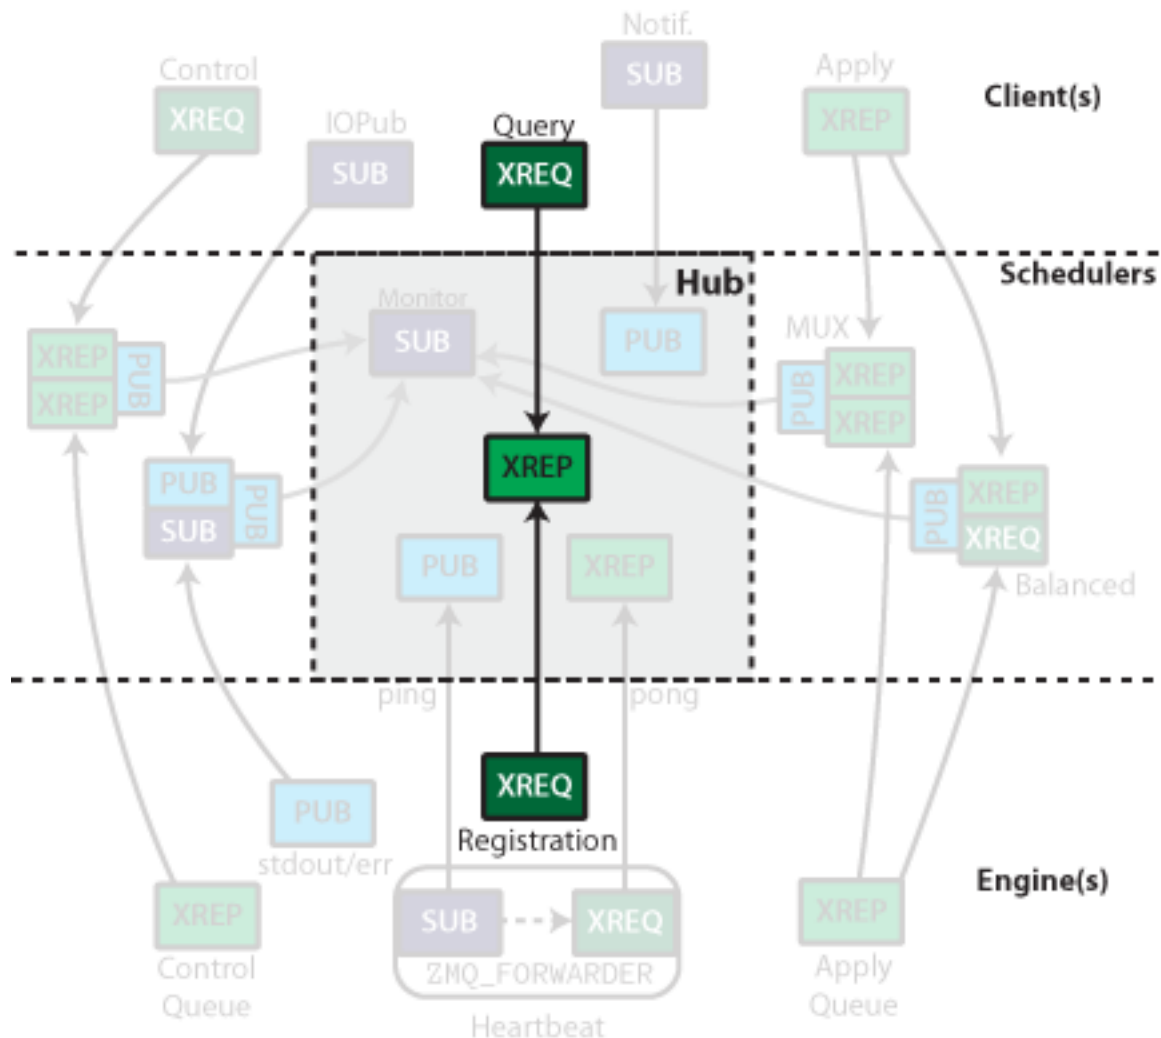 Notif.
SUB
Control
XREQ
IOPub
SUB
Query
XREQ
Apply
XREP
Client(s)
Hub
Schedulers
Monitor
SUB
PUB
MUX
XREP
XREP
PUB
XREP
XREP
PUB
XREP
PUB
SUB
PUB
XREP
XREQ
PUB
Balanced
PUB
XREP
ping
pong
XREQ
Registration
PUB
stdout/err
Engine(s)
XREP
Control
Queue
SUB
XREQ
ZMQ_FORWARDER
Heartbeat
XREP
Apply
Queue